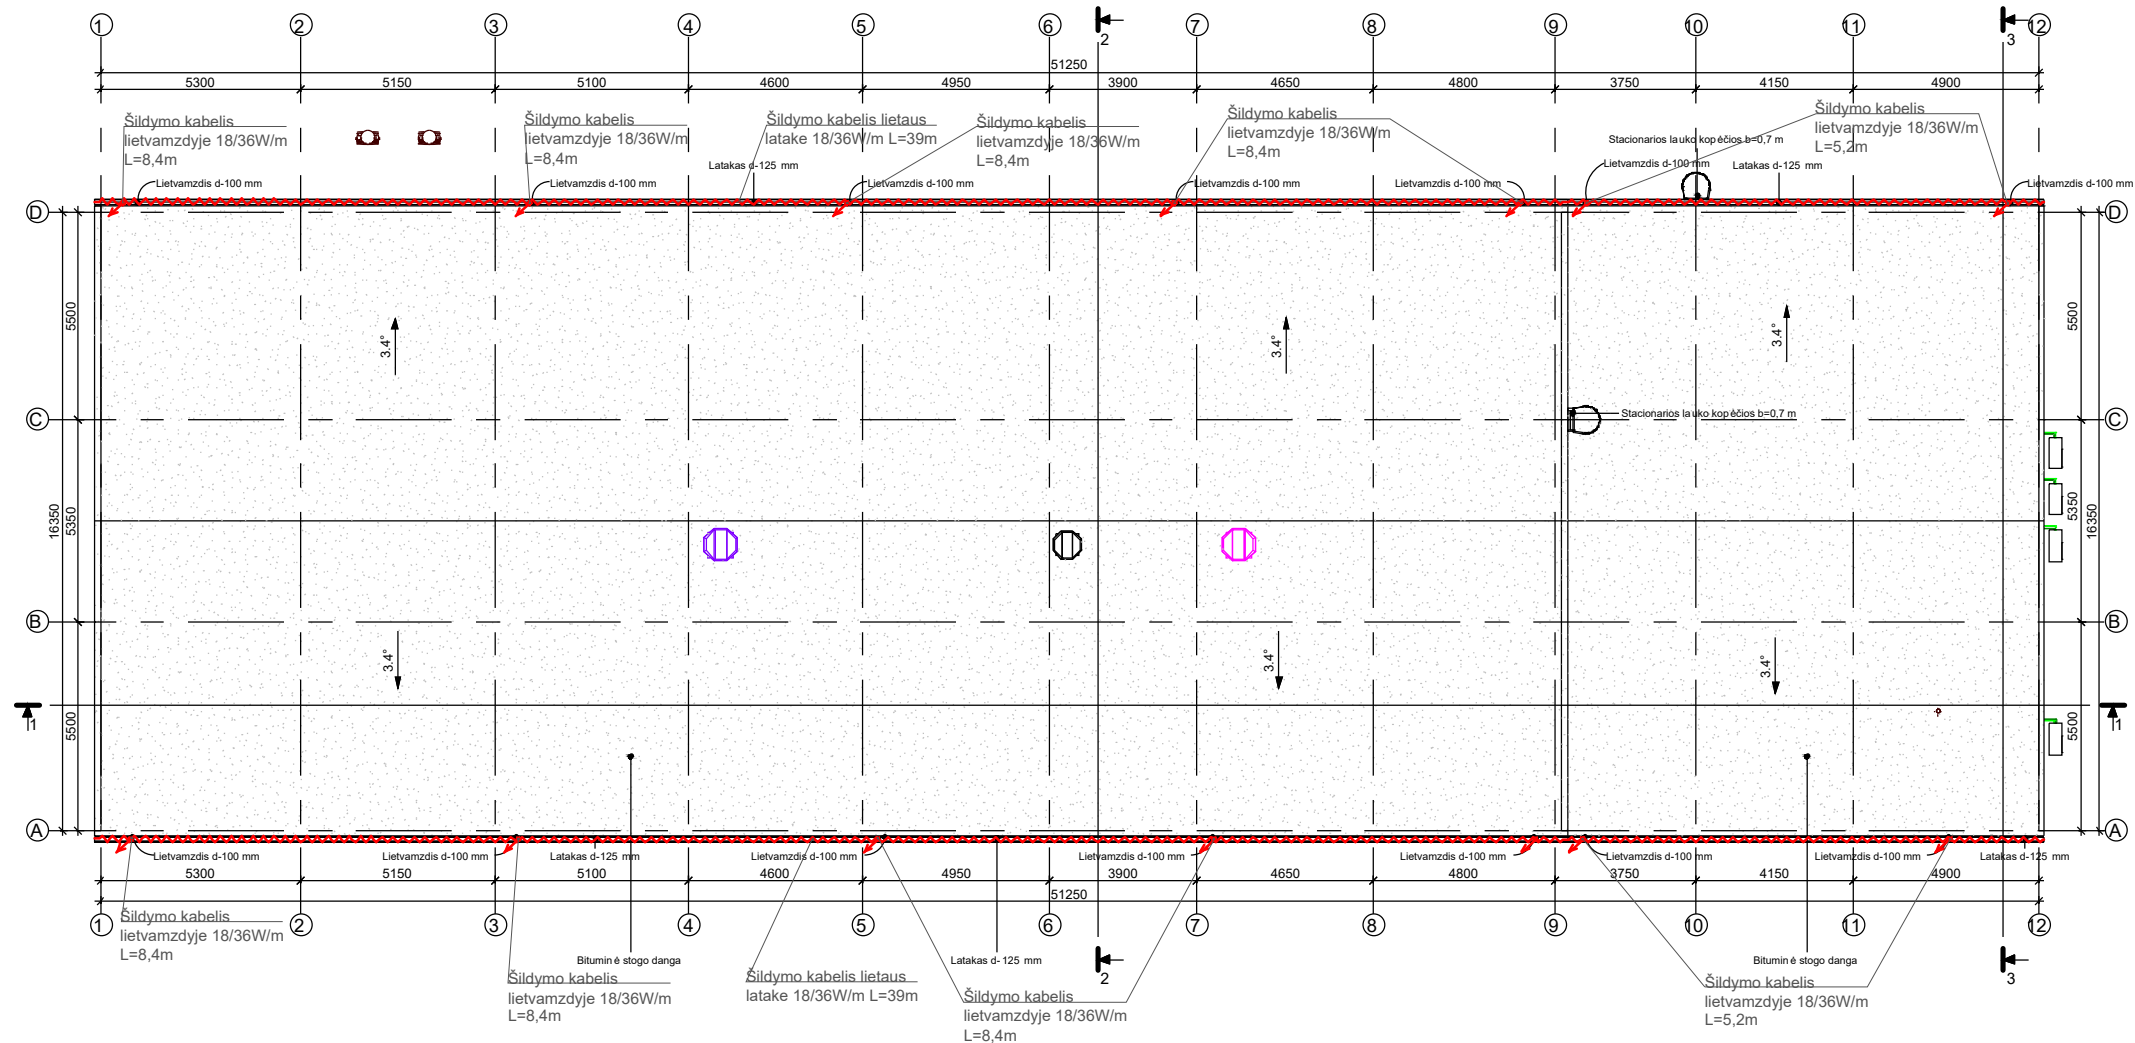 1 2 3 4 5 6 7 8 9 10 11 12
2 3
51250
5300 5150 5100 4600 4950 3900 4650 4800 3750 4150 4900
Šildymo kabelis
lietvamzdyje 18/36W/m
L=8,4m
Šildymo kabelis
lietvamzdyje 18/36W/m
L=8,4m
Šildymo kabelis lietaus
latake 18/36W/m L=39m
Šildymo kabelis
lietvamzdyje 18/36W/m
L=8,4m
Šildymo kabelis
lietvamzdyje 18/36W/m
L=8,4m
Šildymo kabelis
lietvamzdyje 18/36W/m
L=5,2m
Stacionarios lauko kopėčios b=0,7 m
Latakas d-125 mm
Lietvamzdis d-100 mm
Latakas d-125 mm
Lietvamzdis d-100 mm
Lietvamzdis d-100 mm
Lietvamzdis d-100 mm
Lietvamzdis d-100 mm
Lietvamzdis d-100 mm
Lietvamzdis d-100 mm
D D
5500 5500
3.4° 3.4° 3.4°
C C
Stacionarios lauko kopėčios b=0,7 m
16350 5350 5350 16350
B B
3.4° 3.4° 3.4°
1 1
5500 5500
A A
Lietvamzdis d-100 mm
Lietvamzdis d-100 mm
Latakas d-125 mm
Lietvamzdis d-100 mm
Lietvamzdis d-100 mm
Lietvamzdis d-100 mm
Lietvamzdis d-100 mm
Lietvamzdis d-100 mm
Latakas d-125 mm
5300 5150 5100 4600 4950 3900 4650 4800 3750 4150 4900
51250
1 2 3 4 5 6 7 8 9 10 11 12
Šildymo kabelis
lietvamzdyje 18/36W/m
L=8,4m
Bituminė stogo danga
Latakas d-125 mm
Bituminė stogo danga
2 3
Šildymo kabelis
lietvamzdyje 18/36W/m
L=8,4m
Šildymo kabelis lietaus
latake 18/36W/m L=39m
Šildymo kabelis
lietvamzdyje 18/36W/m
L=8,4m
Šildymo kabelis
lietvamzdyje 18/36W/m
L=5,2m